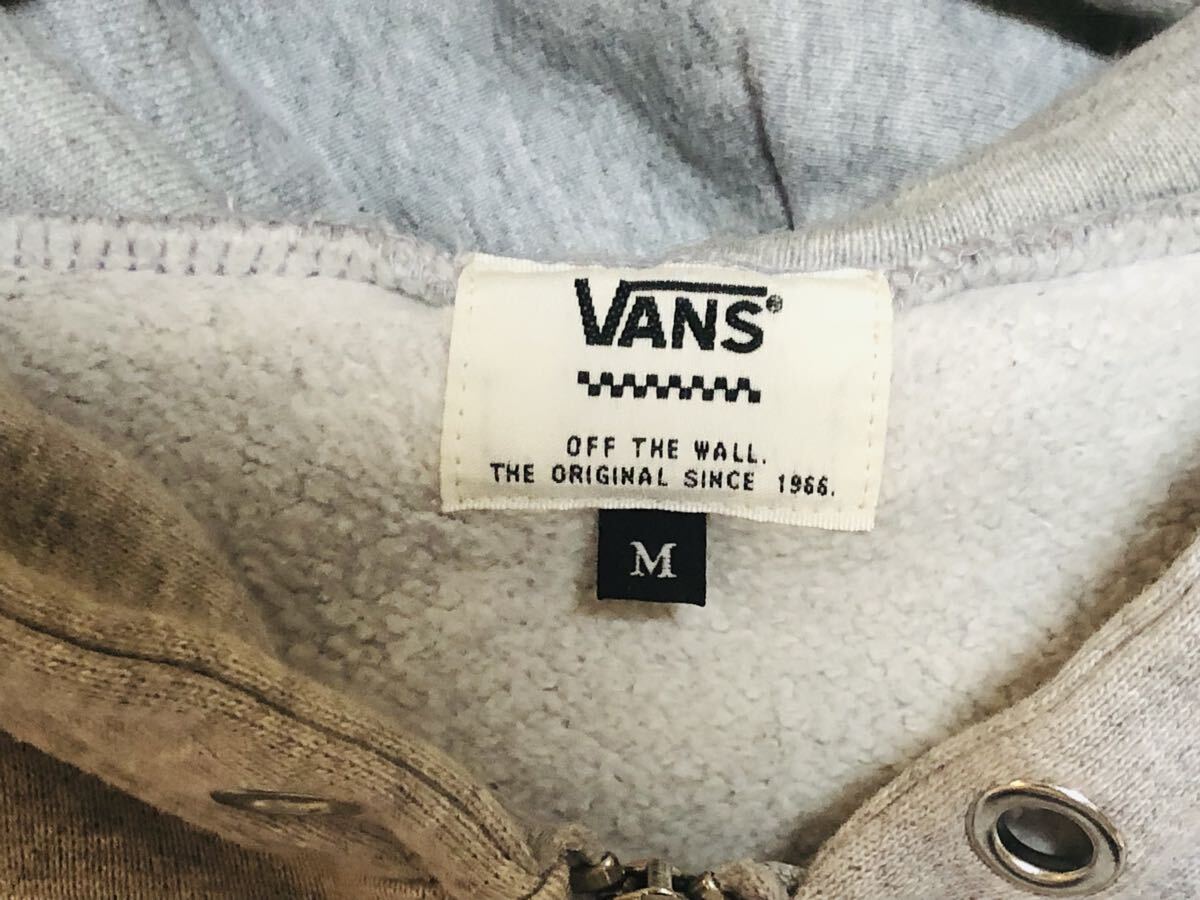 VANS®
OFF THE WALL.
THE ORIGINAL SINCE 1966.
M